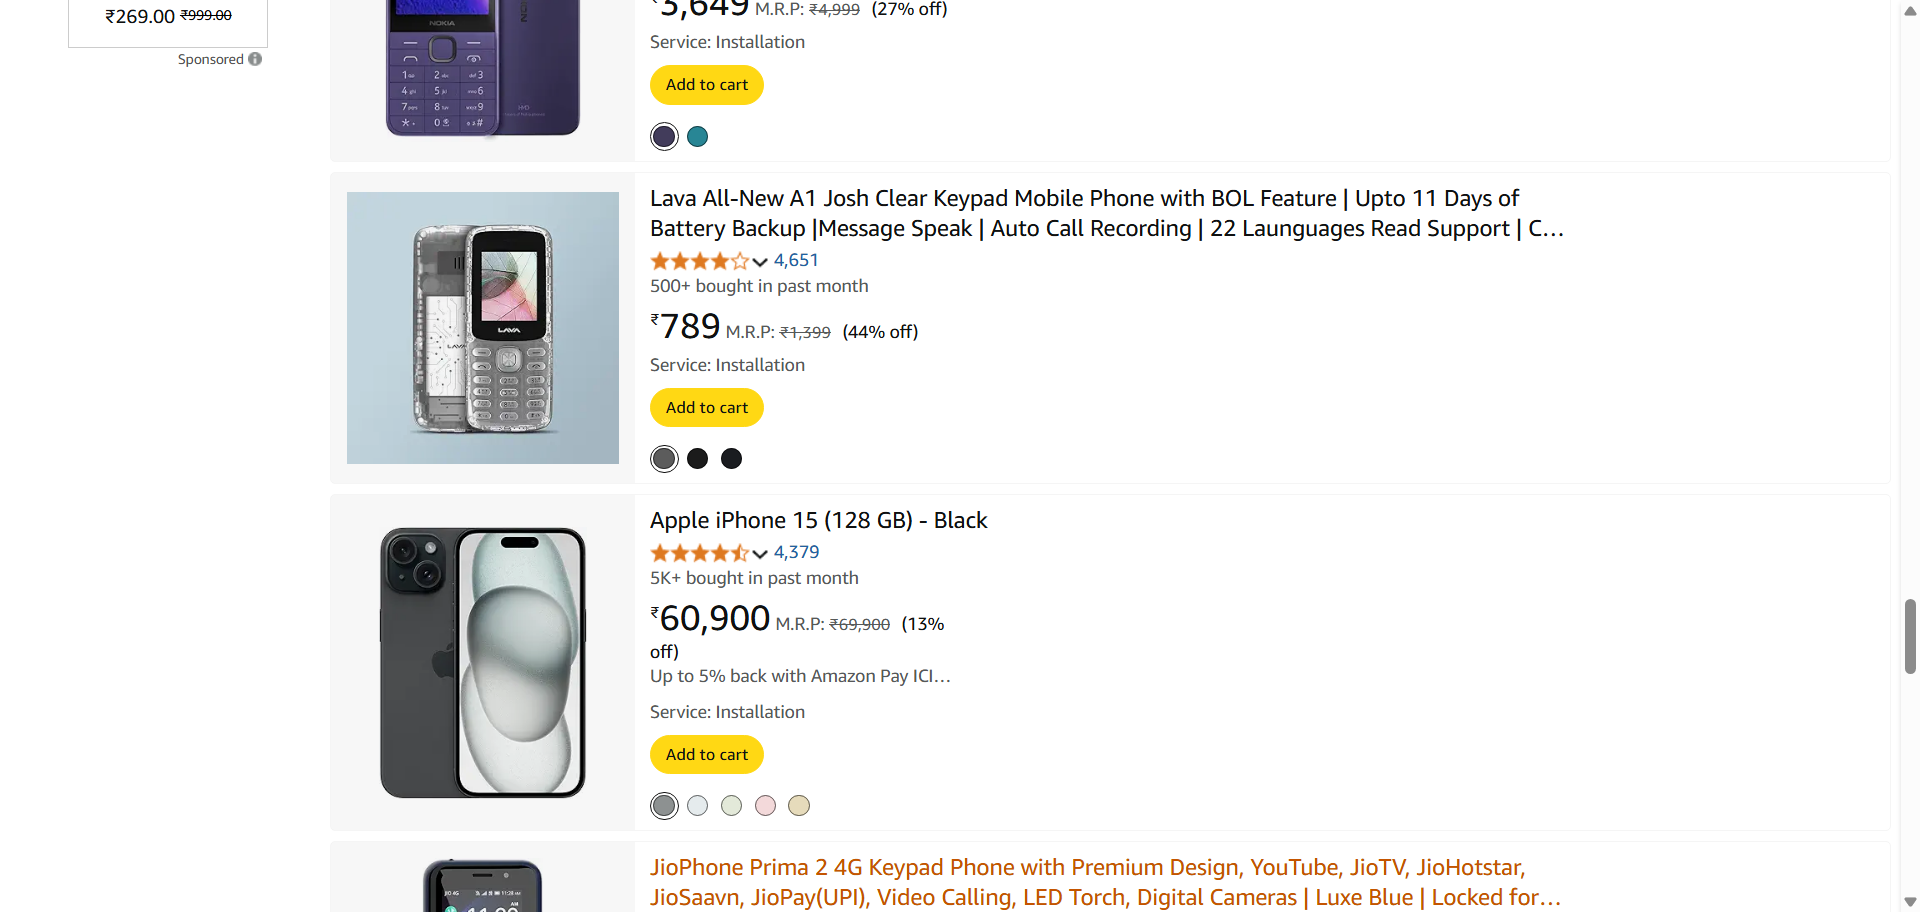 ₹269.00 ₹999.00
Sponsored
₹3,649 M.R.P: ₹4,999 (27% off)
Service: Installation
Add to cart
NOKIA
Lava All-New A1 Josh Clear Keypad Mobile Phone with BOL Feature | Upto 11 Days of
Battery Backup |Message Speak | Auto Call Recording | 22 Launguages Read Support | C…
4,651
500+ bought in past month
₹789 M.R.P: ₹1,399 (44% off)
Service: Installation
Add to cart
LAVA
Apple iPhone 15 (128 GB) - Black
4,379
5K+ bought in past month
₹60,900 M.R.P: ₹69,900 (13%
off)
Up to 5% back with Amazon Pay ICI…
Service: Installation
Add to cart
JioPhone Prima 2 4G Keypad Phone with Premium Design, YouTube, JioTV, JioHotstar,
JioSaavn, JioPay(UPI), Video Calling, LED Torch, Digital Cameras | Luxe Blue | Locked for…